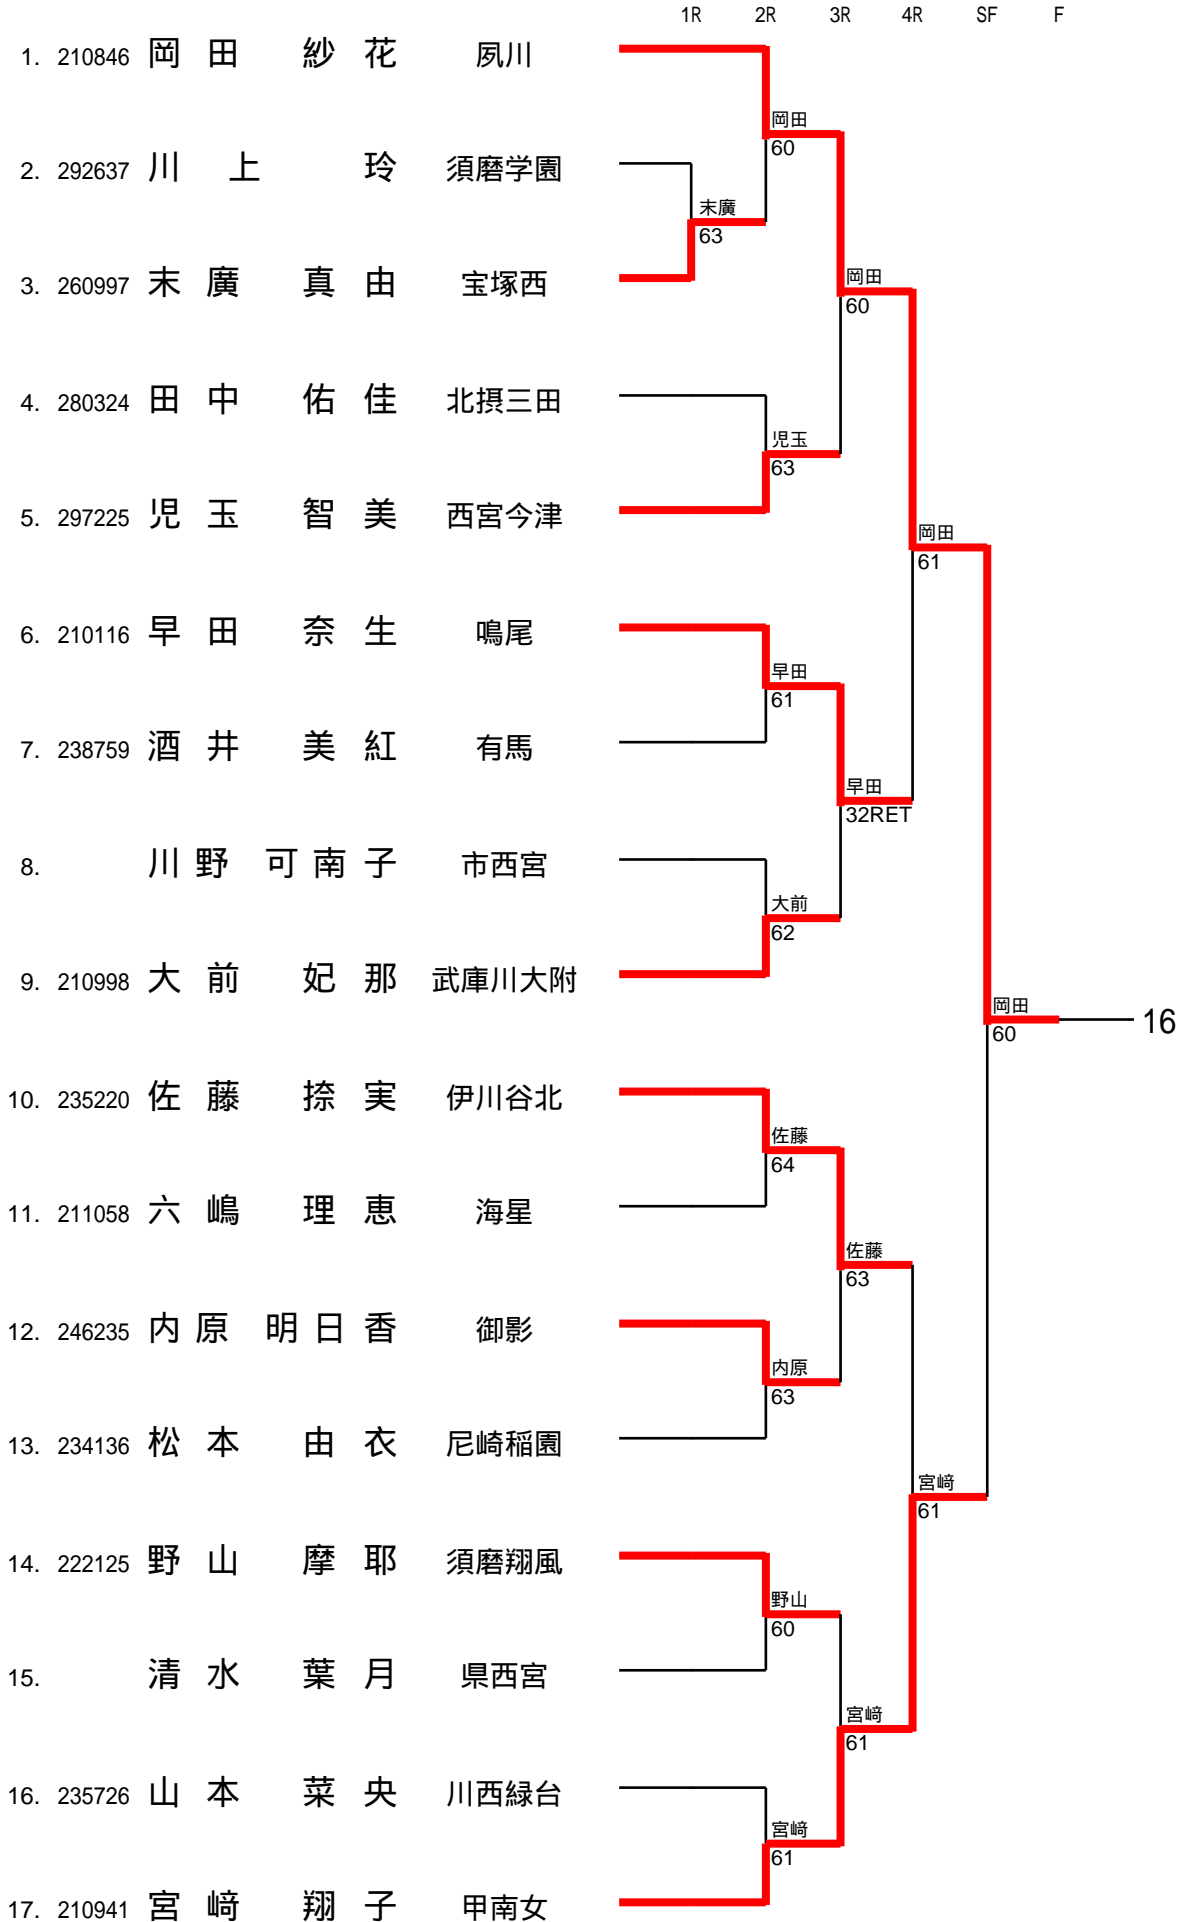 1R 2R 3R 4R SF F
1. 210846 岡田 紗花 夙川
岡田
60
2. 292637 川上 玲 須磨学園
末廣
63
3. 260997 末廣 真由 宝塚西
岡田
60
4. 280324 田中 佑佳 北摂三田
児玉
63
5. 297225 児玉 智美 西宮今津
岡田
61
6. 210116 早田 奈生 鳴尾
早田
61
7. 238759 酒井 美紅 有馬
早田
32RET
8. 川野 可南子 市西宮
大前
62
9. 210998 大前 妃那 武庫川大附
岡田
60
16
10. 235220 佐藤 捺実 伊川谷北
佐藤
64
11. 211058 六嶋 理恵 海星
佐藤
63
12. 246235 内原 明日香 御影
内原
63
13. 234136 松本 由衣 尼崎稲園
宮﨑
61
14. 222125 野山 摩耶 須磨翔風
野山
60
15. 清水 葉月 県西宮
宮﨑
61
16. 235726 山本 菜央 川西緑台
宮﨑
61
17. 210941 宮﨑 翔子 甲南女